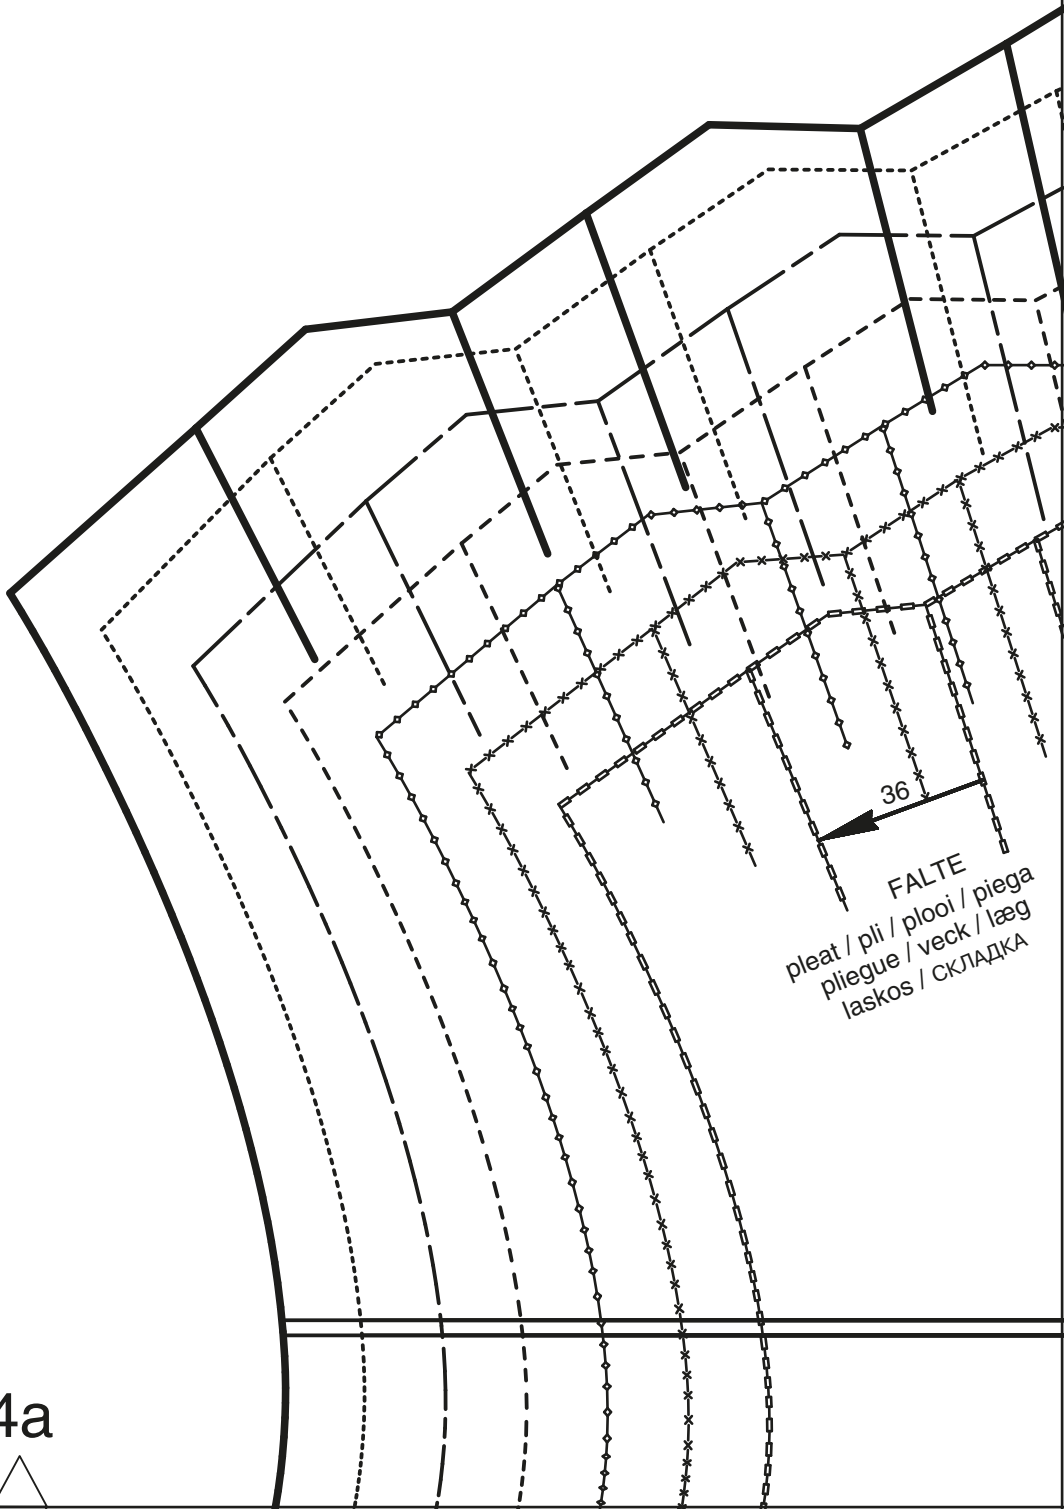 36
FALTE
pleat / pli / plooi / piega
pliegue / veck / læg
laskos / СКЛАДКА
4a